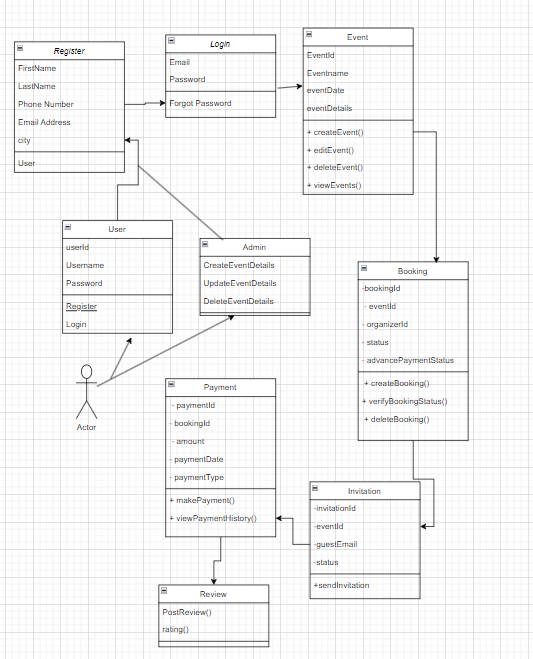 Register
FirstName
LastName
Phone Number
Email Address
city
User
Login
Email
Password
Forgot Password
Event
EventId
Eventname
eventDate
eventDetails
+ createEvent()
+ editEvent()
+ deleteEvent()
+ viewEvents()
User
userId
Username
Password
Register
Login
Admin
CreateEventDetails
UpdateEventDetails
DeleteEventDetails
Booking
-bookingId
- eventId
- organizerId
- status
- advancePaymentStatus
+ createBooking()
+ verifyBookingStatus()
+ deleteBooking()
Actor
Payment
- paymentId
- bookingId
- amount
- paymentDate
- paymentType
+ makePayment()
+ viewPaymentHistory()
Invitation
-invitationId
-eventId
-guestEmail
-status
+sendInvitation
Review
PostReview()
rating()